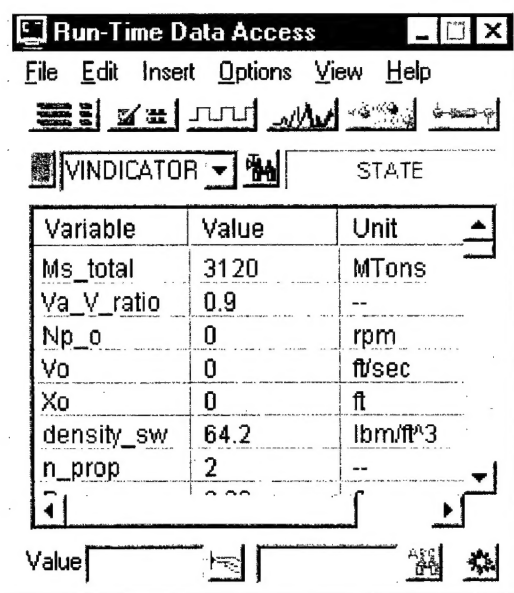 Run-Time Data Access
File Edit Insert Options View Help
VINDICATOR STATE
Variable Value Unit
Ms_total 3120 MTons
Va_V_ratio 0.9 --
Np_o 0 rpm
Vo 0 ft/sec
Xo 0 ft
density_sw 64.2 lbm/ft^3
n_prop 2 --
Value